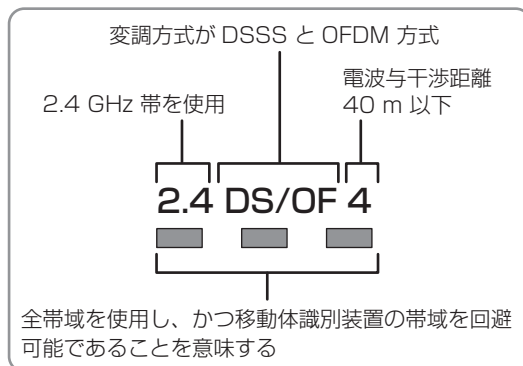 変調方式が DSSS と OFDM 方式
電波与干渉距離
40 m 以下
2.4 GHz 帯を使用
2.4 DS/OF 4
全帯域を使用し、かつ移動体識別装置の帯域を回避
可能であることを意味する